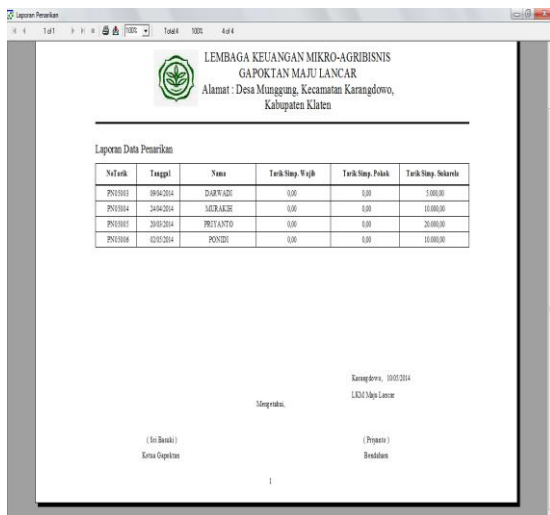 Laporan Penarikan
1 of 1 100% Total:4 100% 4 of 4
LEMBAGA KEUANGAN MIKRO-AGRIBISNIS
GAPOKTAN MAJU LANCAR
Alamat : Desa Munggung, Kecamatan Karangdowo,
Kabupaten Klaten
Laporan Data Penarikan
NoTarik Tanggal Nama Tarik Simp. Wajib Tarik Simp. Pokok Tarik Simp. Sukarela
PN05003 09/04/2014 DARWADI 0,00 0,00 5.000,00
PN05004 24/04/2014 MURAKIH 0,00 0,00 10.000,00
PN05005 20/03/2014 PRIYANTO 0,00 0,00 20.000,00
PN05006 02/05/2014 PONIDI 0,00 0,00 10.000,00
Karangdowo, 10/05/2014
LKM Maju Lancar
Mengetahui,
( Sri Basuki ) ( Priyanto )
Ketua Gapoktan Bendahara
1